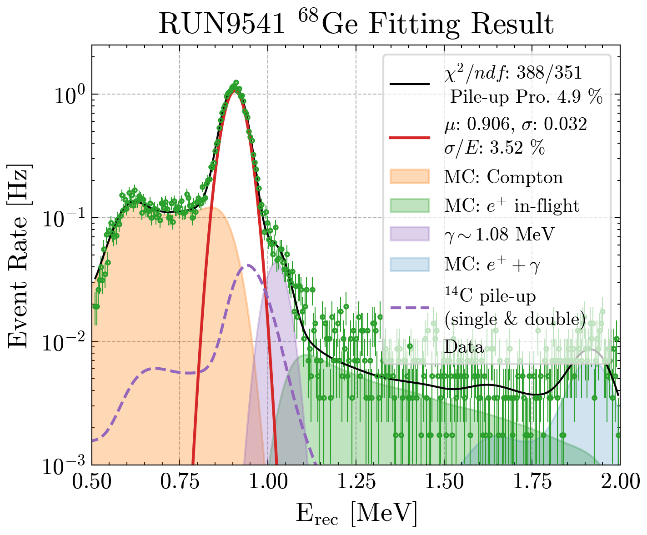 RUN9541 ⁶⁸Ge Fitting Result
Event Rate [Hz]
10⁰
10⁻¹
10⁻²
10⁻³
χ²/ndf: 388/351
Pile-up Pro. 4.9 %
μ: 0.906, σ: 0.032
σ/E: 3.52 %
MC: Compton
MC: e⁺ in-flight
γ ~ 1.08 MeV
MC: e⁺ + γ
¹⁴C pile-up
(single & double)
Data
0.50 0.75 1.00 1.25 1.50 1.75 2.00
E_rec [MeV]